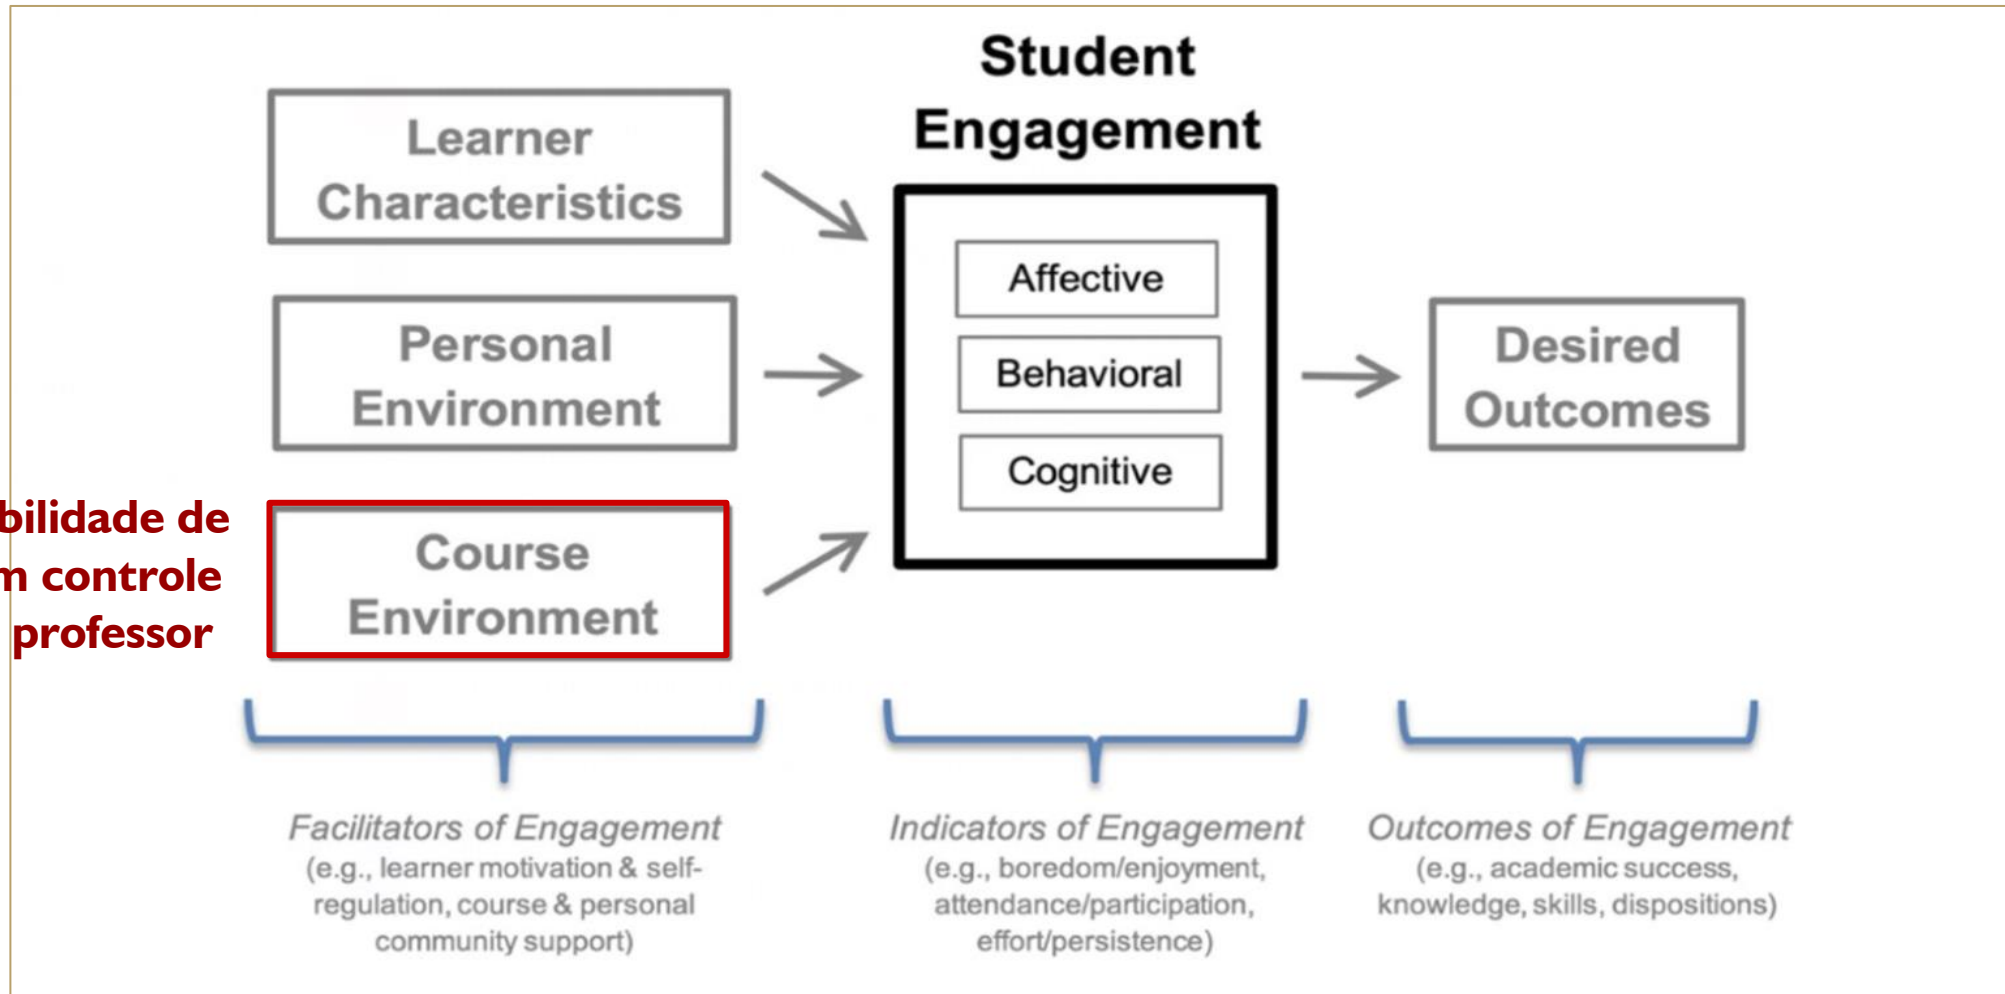 Student
Engagement
Learner
Characteristics
Personal
Environment
Course
Environment
bilidade de
m controle
professor
Affective
Behavioral
Cognitive
Desired
Outcomes
Facilitators of Engagement
(e.g., learner motivation & self-
regulation, course & personal
community support)
Indicators of Engagement
(e.g., boredom/enjoyment,
attendance/participation,
effort/persistence)
Outcomes of Engagement
(e.g., academic success,
knowledge, skills, dispositions)